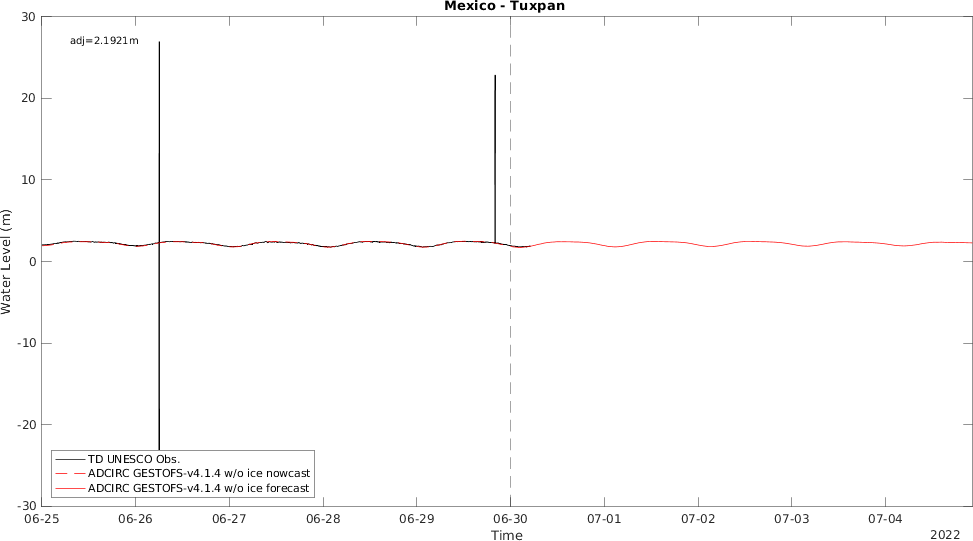 Mexico - Tuxpan
adj=2.1921m
30
20
10
0
-10
-20
-30
Water Level (m)
TD UNESCO Obs.
ADCIRC GESTOFS-v4.1.4 w/o ice nowcast
ADCIRC GESTOFS-v4.1.4 w/o ice forecast
06-25 06-26 06-27 06-28 06-29 06-30 07-01 07-02 07-03 07-04
Time
2022